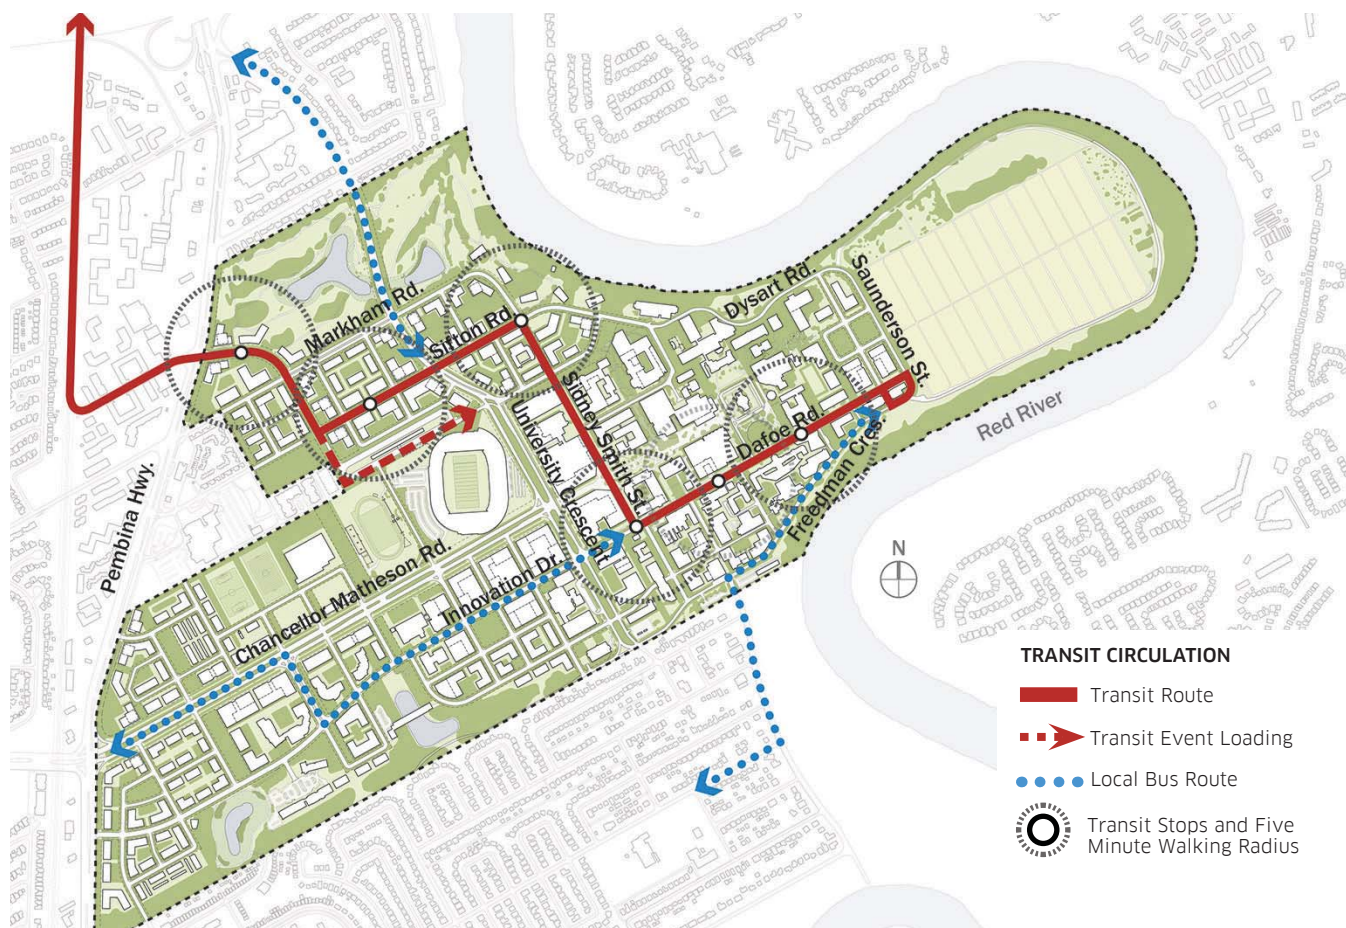 Markham Rd.
Sifton Rd.
Dysart Rd.
Saunderson St.
Sidney Smith St.
University Crescent
Dafoe Rd.
Freedman Cres.
Red River
Pembina Hwy.
Chancellor Matheson Rd.
Innovation Dr.
N
TRANSIT CIRCULATION
Transit Route
Transit Event Loading
Local Bus Route
Transit Stops and Five
Minute Walking Radius